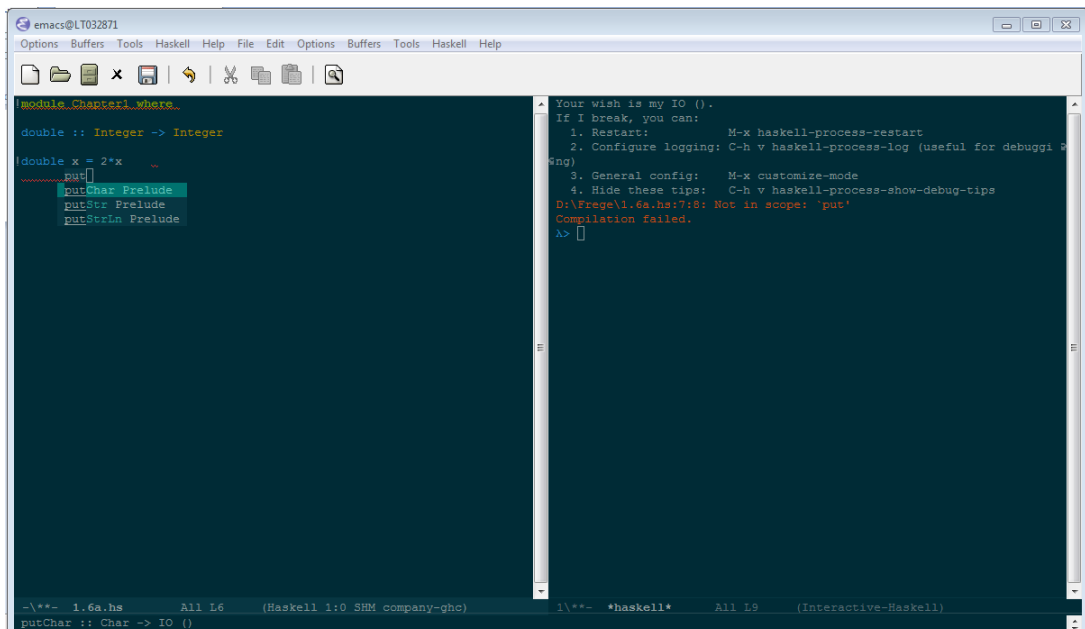 emacs@LT032871
Options Buffers Tools Haskell Help File Edit Options Buffers Tools Haskell Help
!module Chapter1 where
double :: Integer -> Integer
!double x = 2*x
put
putChar Prelude
putStr Prelude
putStrLn Prelude
-\**- 1.6a.hs All L6 (Haskell 1:0 SHM company-ghc)
Your wish is my IO ().
If I break, you can:
1. Restart: M-x haskell-process-restart
2. Configure logging: C-h v haskell-process-log (useful for debuggi
ng)
3. General config: M-x customize-mode
4. Hide these tips: C-h v haskell-process-show-debug-tips
D:\Frege\1.6a.hs:7:8: Not in scope: `put'
Compilation failed.
λ>
1\**- *haskell* All L9 (Interactive-Haskell)
putChar :: Char -> IO ()